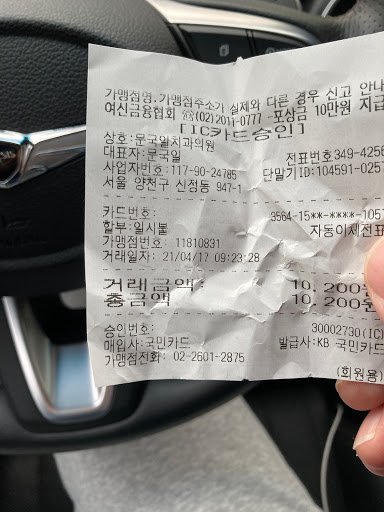 가맹점명.가맹점주소가 실제와 다른 경우 신고 안내
여신금융협회 ☎(02)2011-0777 -포상금 10만원 지급
[IC카드승인]
상호:문국일치과의원
대표자:문국일 전표번호349-4256
사업자번호:117-90-24785 단말기ID:104591-0257
서울 양천구 신정동 947-1
카드번호: 9564-15**-****-1057
할부:일시불 자동이체전표
가맹점번호: 11810831
거래일자: 21/04/17 09:23:28
거래금액: 10,200원
총금액 10,200원
승인번호: 30002730(IC)
매입사:국민카드 발급사:KB 국민카드
가맹점전화: 02-2601-2875
(회원용)